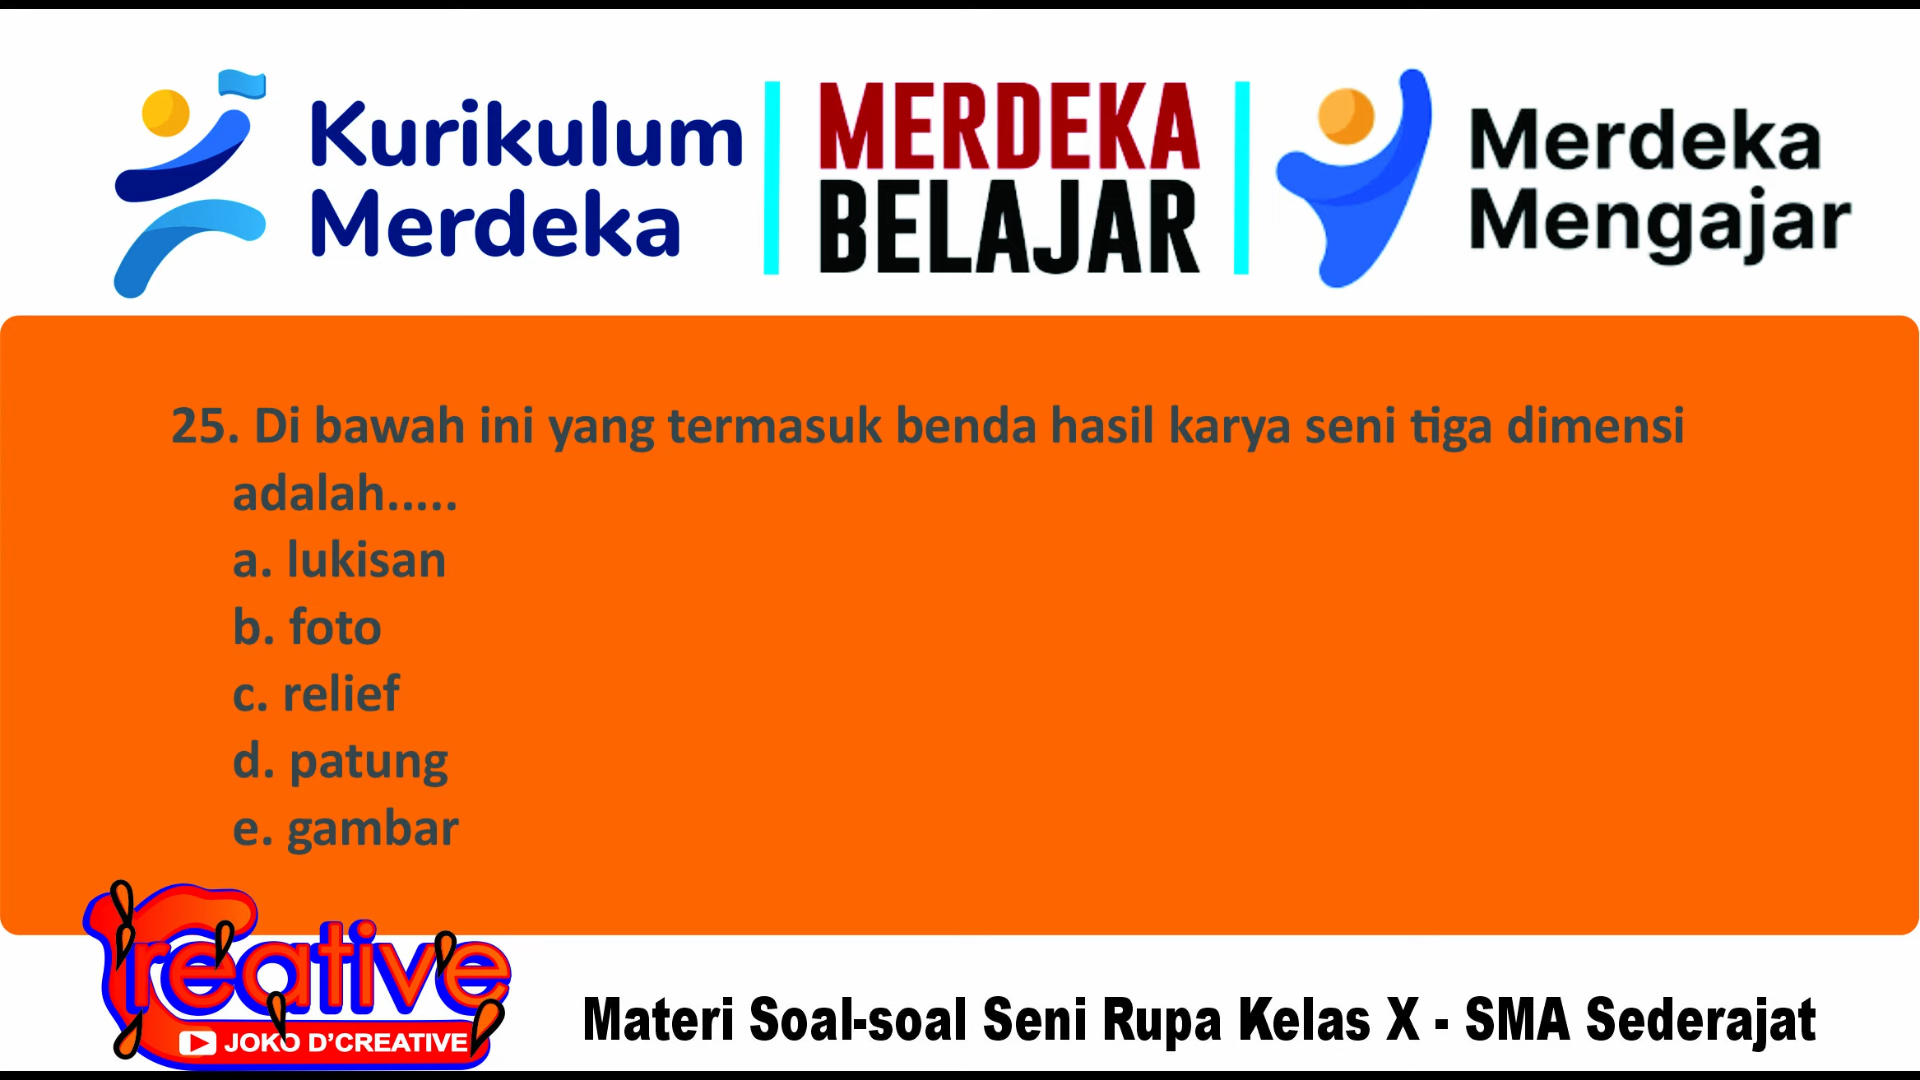 Kurikulum
Merdeka
MERDEKA
BELAJAR
Merdeka
Mengajar
25. Di bawah ini yang termasuk benda hasil karya seni tiga dimensi
adalah.....
a. lukisan
b. foto
c. relief
d. patung
e. gambar
Creative
JOKO D'CREATIVE
Materi Soal-soal Seni Rupa Kelas X - SMA Sederajat